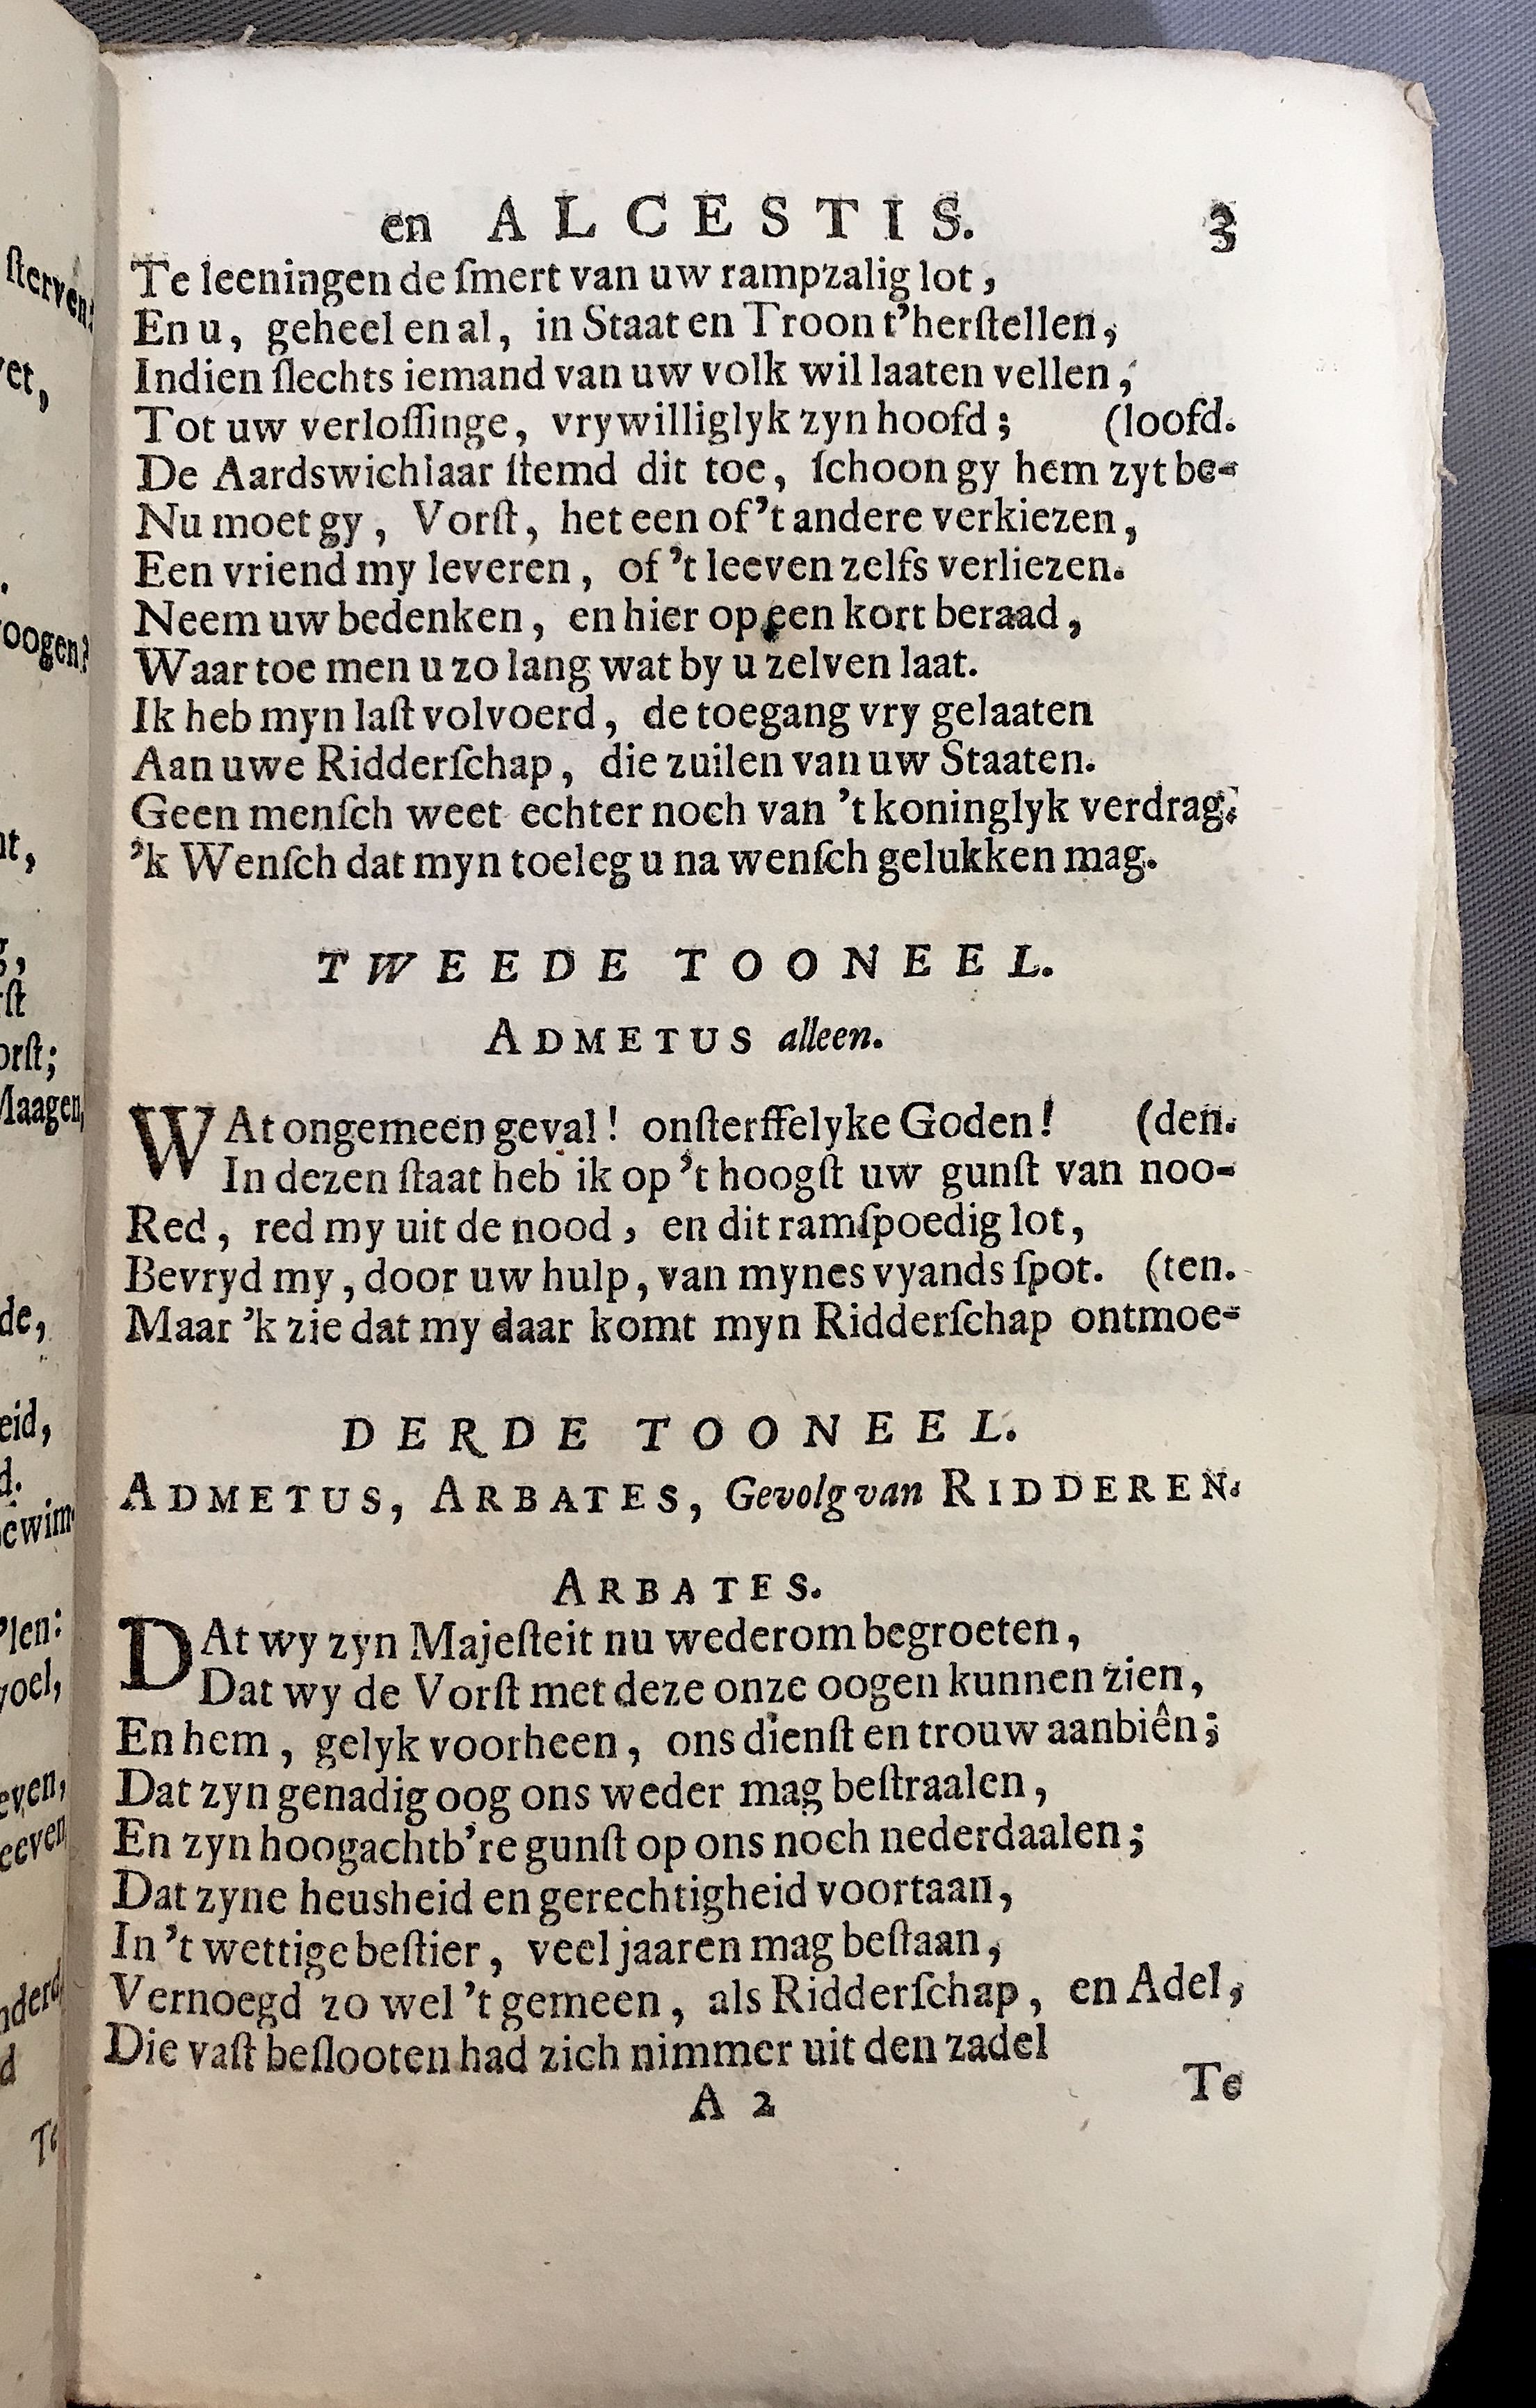 en ALCESTIS. 3
Te leeningen de ſmert van uw rampzalig lot,
En u, geheel en al, in Staat en Troon t'herſtellen,
Indien ſlechts iemand van uw volk wil laaten vellen,
Tot uw verloſſinge, vrywilliglyk zyn hoofd; (loofd.
De Aardswichlaar ſtemd dit toe, ſchoon gy hem zyt be-
Nu moet gy, Vorſt, het een of 't andere verkiezen,
Een vriend my leveren, of 't leeven zelfs verliezen.
Neem uw bedenken, en hier op een kort beraad,
Waar toe men u zo lang wat by u zelven laat.
Ik heb myn laſt volvoerd, de toegang vry gelaaten
Aan uwe Ridderſchap, die zuilen van uw Staaten.
Geen menſch weet echter noch van 't koninglyk verdrag.
'k Wenſch dat myn toeleg u na wenſch gelukken mag.
TWEEDE TOONEEL.
ADMETUS alleen.
WAt ongemeen geval! onſterffelyke Goden! (den.
In dezen ſtaat heb ik op 't hoogſt uw gunſt van noo-
Red, red my uit de nood, en dit ramſpoedig lot,
Bevryd my, door uw hulp, van mynes vyands ſpot. (ten.
Maar 'k zie dat my daar komt myn Ridderſchap ontmoe-
DERDE TOONEEL.
ADMETUS, ARBATES, Gevolg van RIDDEREN.
ARBATES.
DAt wy zyn Majeſteit nu wederom begroeten,
Dat wy de Vorſt met deze onze oogen kunnen zien,
En hem, gelyk voorheen, ons dienſt en trouw aanbiên;
Dat zyn genadig oog ons weder mag beſtraalen,
En zyn hoogachtb're gunſt op ons noch nederdaalen;
Dat zyne heusheid en gerechtigheid voortaan,
In 't wettige beſtier, veel jaaren mag beſtaan,
Vernoegd zo wel 't gemeen, als Ridderſchap, en Adel,
Die vaſt beſlooten had zich nimmer uit den zadel
A 2 Te